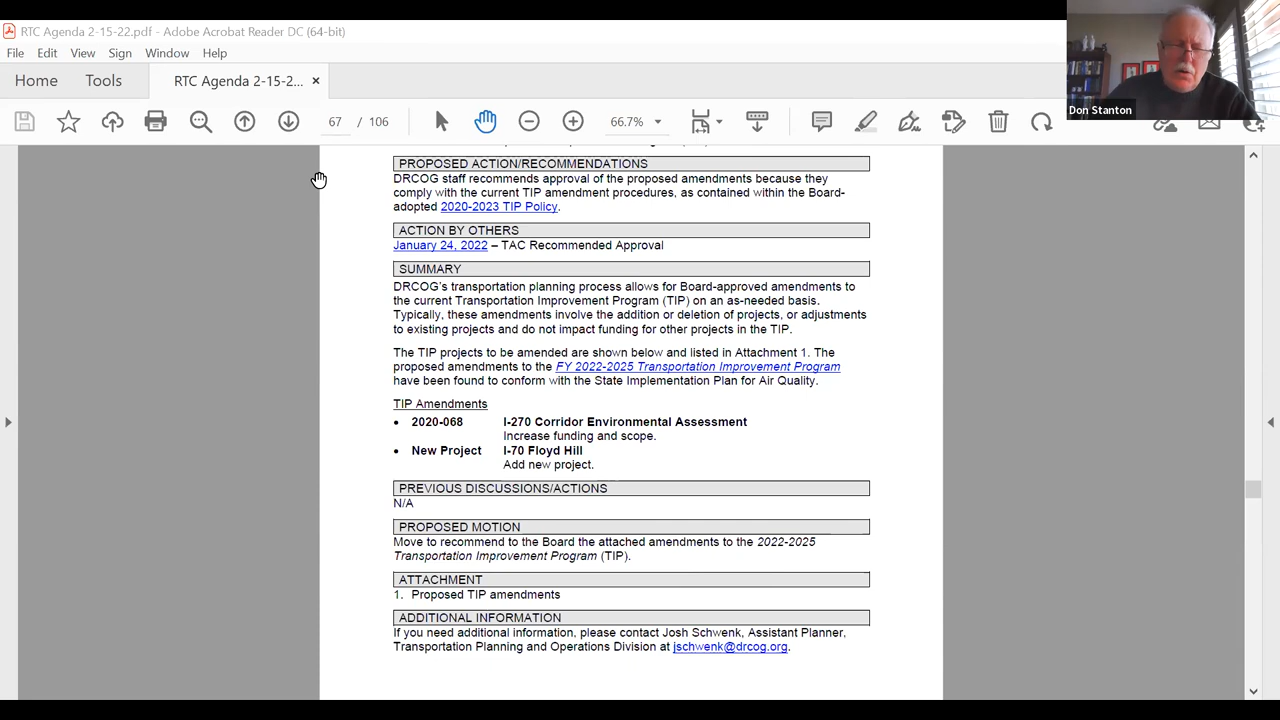 RTC Agenda 2-15-22.pdf - Adobe Acrobat Reader DC (64-bit)
File Edit View Sign Window Help
Home Tools RTC Agenda 2-15-2... ×
67 / 106 66.7%
Don Stanton
PROPOSED ACTION/RECOMMENDATIONS
DRCOG staff recommends approval of the proposed amendments because they
comply with the current TIP amendment procedures, as contained within the Board-
adopted 2020-2023 TIP Policy.
ACTION BY OTHERS
January 24, 2022 – TAC Recommended Approval
SUMMARY
DRCOG's transportation planning process allows for Board-approved amendments to
the current Transportation Improvement Program (TIP) on an as-needed basis.
Typically, these amendments involve the addition or deletion of projects, or adjustments
to existing projects and do not impact funding for other projects in the TIP.
The TIP projects to be amended are shown below and listed in Attachment 1. The
proposed amendments to the FY 2022-2025 Transportation Improvement Program
have been found to conform with the State Implementation Plan for Air Quality.
TIP Amendments
• 2020-068 I-270 Corridor Environmental Assessment
Increase funding and scope.
• New Project I-70 Floyd Hill
Add new project.
PREVIOUS DISCUSSIONS/ACTIONS
N/A
PROPOSED MOTION
Move to recommend to the Board the attached amendments to the 2022-2025
Transportation Improvement Program (TIP).
ATTACHMENT
1. Proposed TIP amendments
ADDITIONAL INFORMATION
If you need additional information, please contact Josh Schwenk, Assistant Planner,
Transportation Planning and Operations Division at jschwenk@drcog.org.